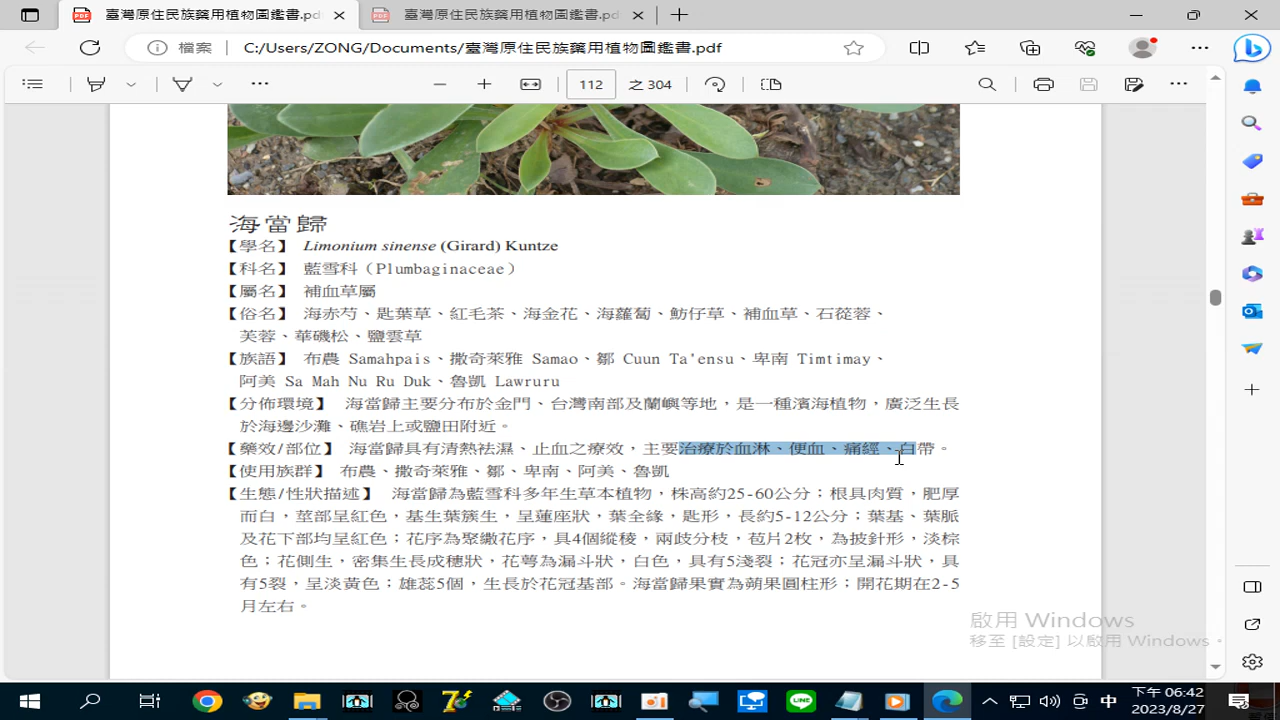 臺灣原住民族藥用植物圖鑑書.pdf
臺灣原住民族藥用植物圖鑑書.pdf
檔案 C:/Users/ZONG/Documents/臺灣原住民族藥用植物圖鑑書.pdf
112 之 304
海當歸
【學名】 Limonium sinense (Girard) Kuntze
【科名】 藍雪科（Plumbaginaceae）
【屬名】 補血草屬
【俗名】 海赤芍、匙葉草、紅毛茶、海金花、海蘿蔔、魴仔草、補血草、石蓯蓉、
芙蓉、華磯松、鹽雲草
【族語】 布農 Samahpais、撒奇萊雅 Samao、鄒 Cuun Ta'ensu、卑南 Timtimay、
阿美 Sa Mah Nu Ru Duk、魯凱 Lawruru
【分佈環境】 海當歸主要分布於金門、台灣南部及蘭嶼等地，是一種濱海植物，廣泛生長
於海邊沙灘、礁岩上或鹽田附近。
【藥效/部位】 海當歸具有清熱祛濕、止血之療效，主要治療於血淋、便血、痛經、白帶。
【使用族群】 布農、撒奇萊雅、鄒、卑南、阿美、魯凱
【生態/性狀描述】 海當歸為藍雪科多年生草本植物，株高約25-60公分；根具肉質，肥厚
而白，莖部呈紅色，基生葉簇生，呈蓮座狀，葉全緣，匙形，長約5-12公分；葉基、葉脈
及花下部均呈紅色；花序為聚繖花序，具4個縱稜，兩歧分枝，苞片2枚，為披針形，淡棕
色；花側生，密集生長成穗狀，花萼為漏斗狀，白色，具有5淺裂；花冠亦呈漏斗狀，具
有5裂，呈淡黃色；雄蕊5個，生長於花冠基部。海當歸果實為蒴果圓柱形；開花期在2-5
月左右。
啟用 Windows
移至 [設定] 以啟用 Windows。
中
下午 06:42
2023/8/27